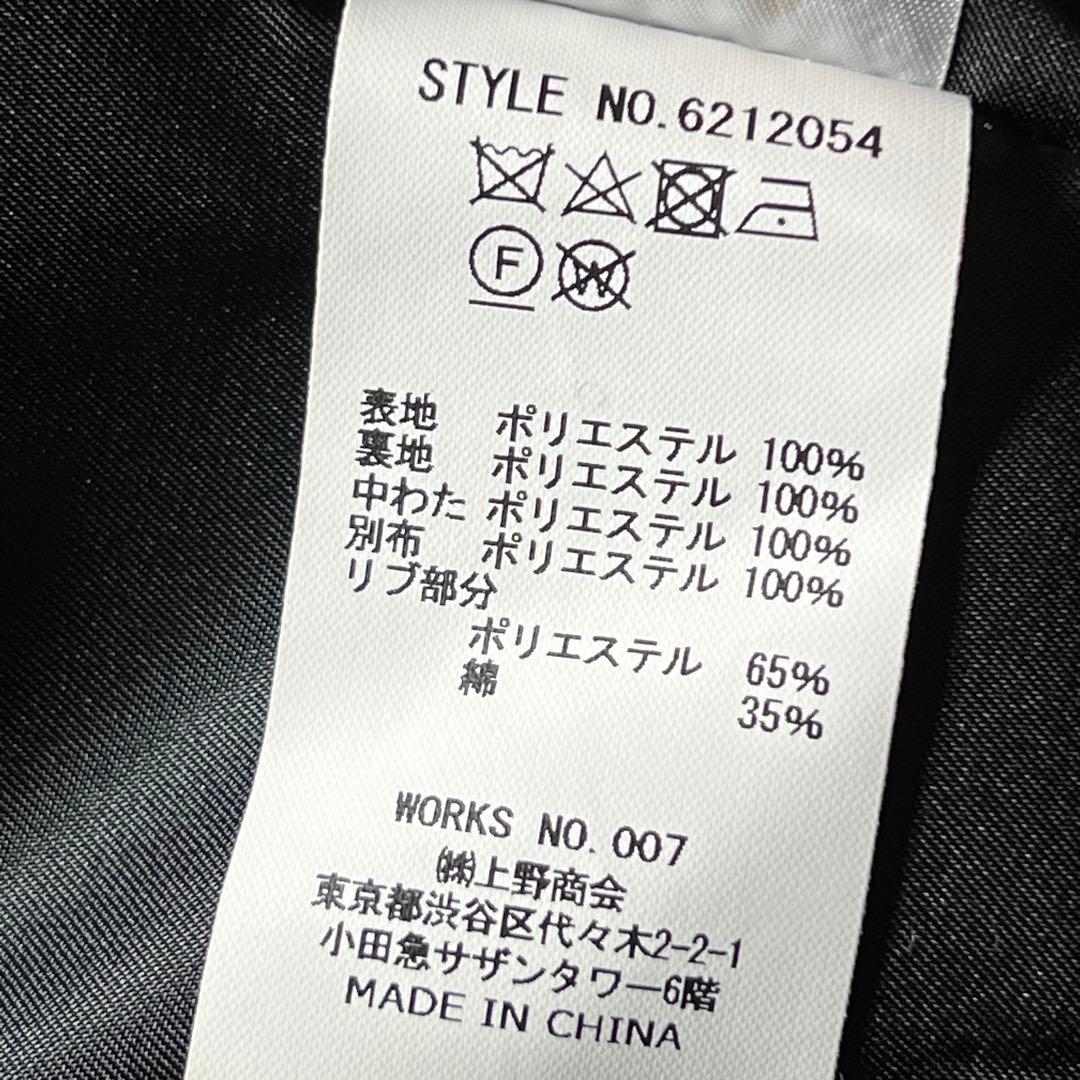 STYLE NO.6212054
F W
表地 ポリエステル 100%
裏地 ポリエステル 100%
中わた ポリエステル 100%
別布 ポリエステル 100%
リブ部分
ポリエステル 65%
綿 35%
WORKS NO.007
㈱上野商会
東京都渋谷区代々木2-2-1
小田急サザンタワー6階
MADE IN CHINA